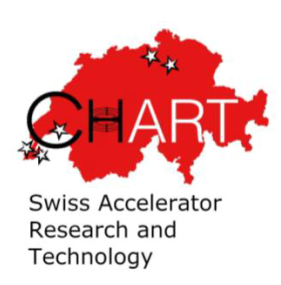 CHART
Swiss Accelerator
Research and
Technology